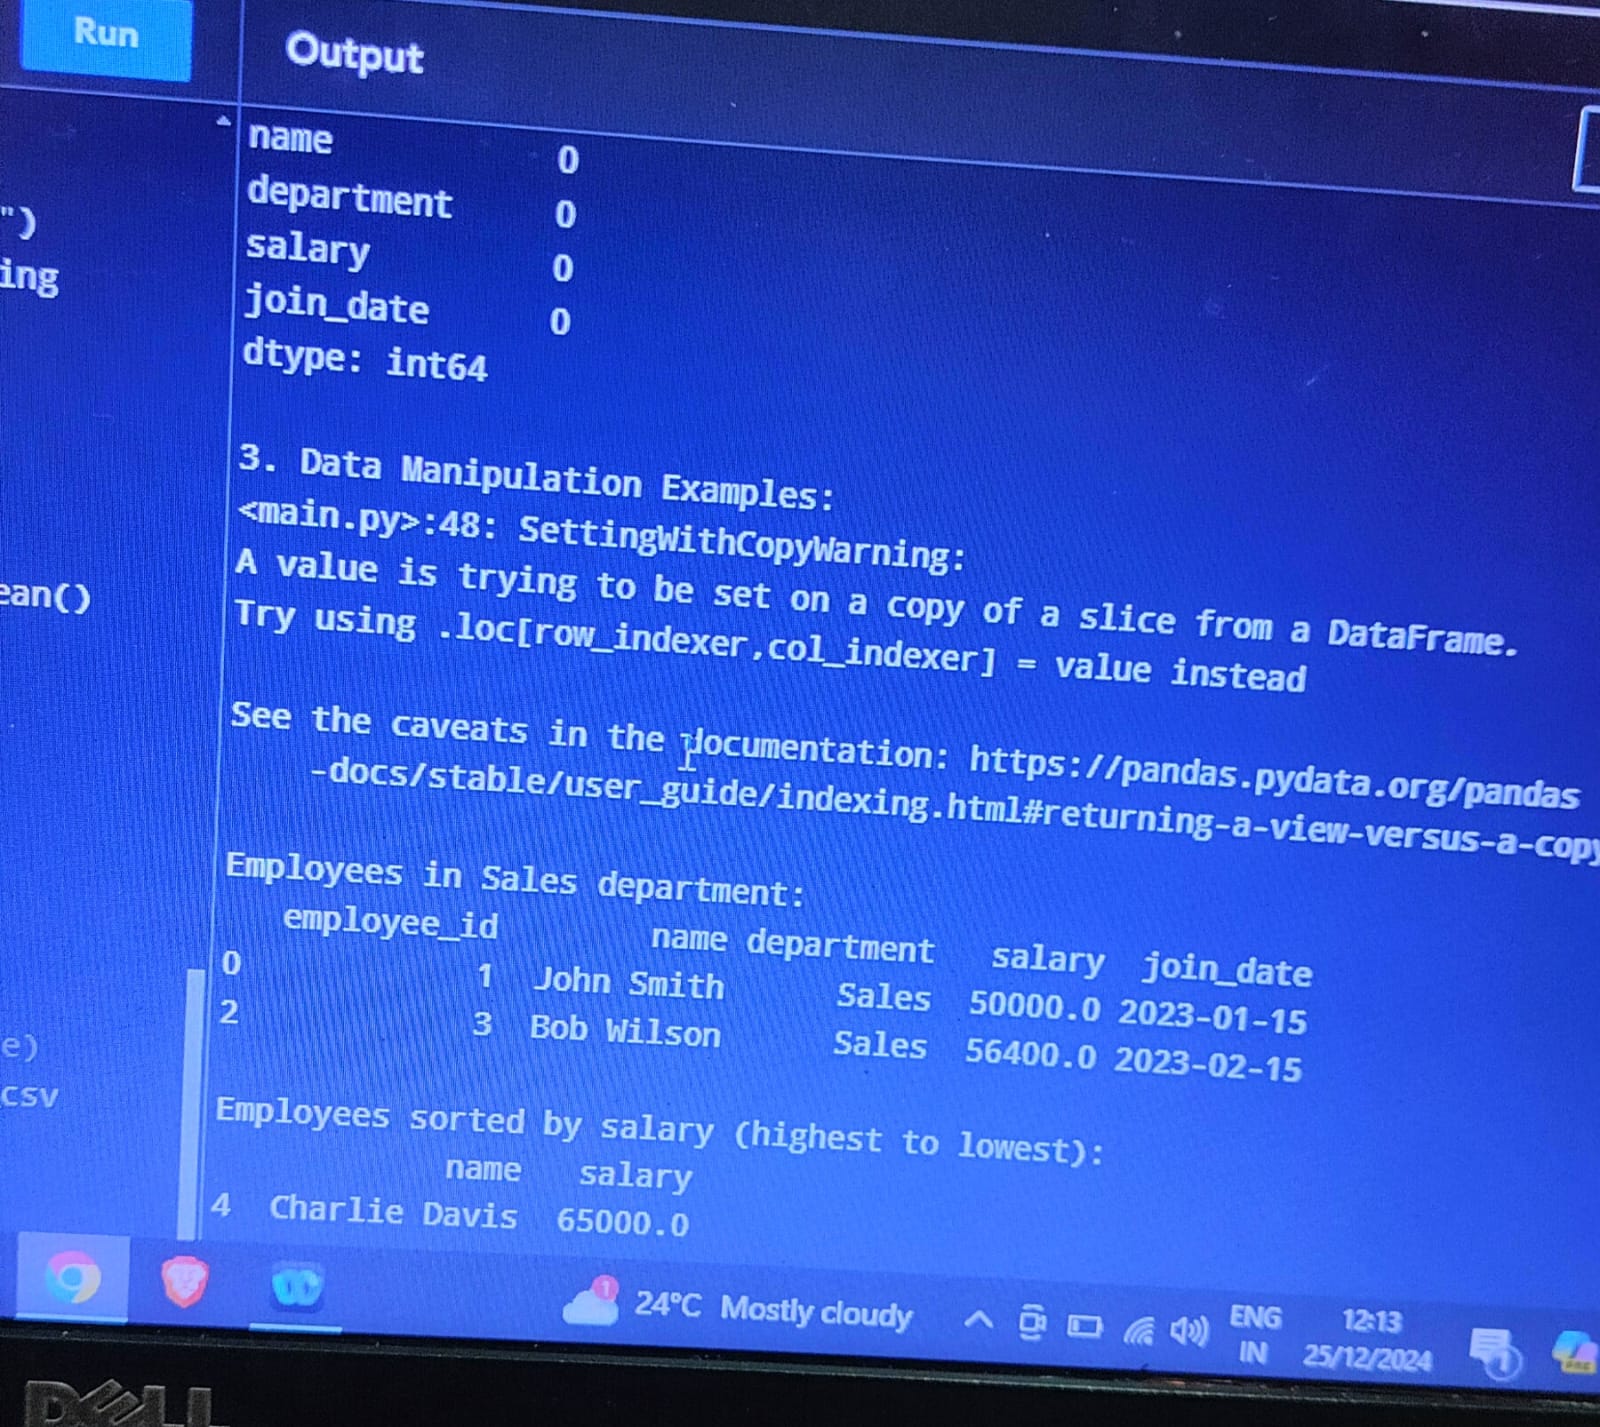 Run
Output
name 0
department 0
salary 0
join_date 0
dtype: int64
")
ing
ean()
e)
csv
3. Data Manipulation Examples:
<main.py>:48: SettingWithCopyWarning:
A value is trying to be set on a copy of a slice from a DataFrame.
Try using .loc[row_indexer,col_indexer] = value instead
See the caveats in the documentation: https://pandas.pydata.org/pandas
-docs/stable/user_guide/indexing.html#returning-a-view-versus-a-copy
Employees in Sales department:
employee_id name department salary join_date
0 1 John Smith Sales 50000.0 2023-01-15
2 3 Bob Wilson Sales 56400.0 2023-02-15
Employees sorted by salary (highest to lowest):
name salary
4 Charlie Davis 65000.0
1
24°C Mostly cloudy
ENG
IN
12:13
25/12/2024
1
DELL